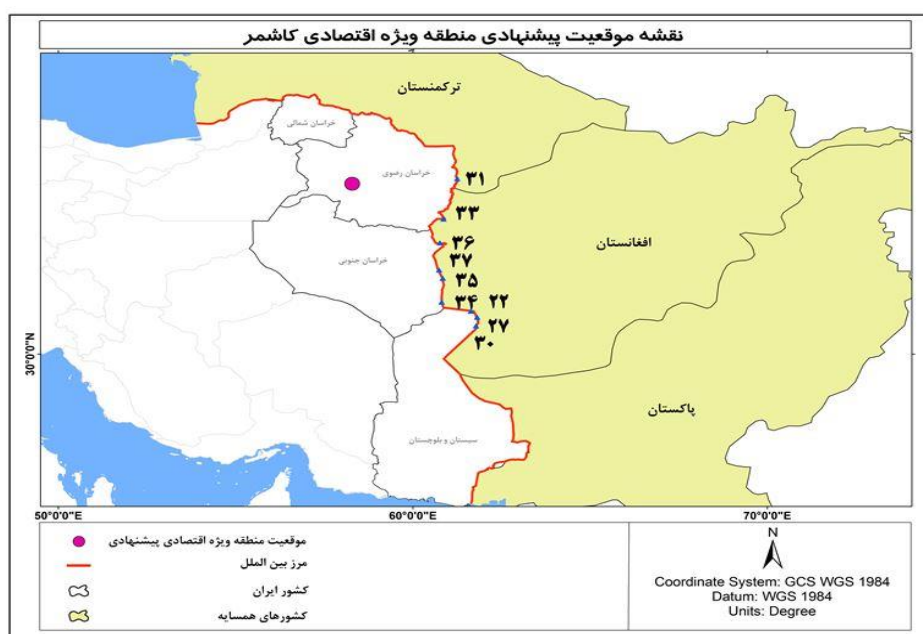 نقشه موقعیت پیشنهادی منطقه ویژه اقتصادی کاشمر
ترکمنستان
خراسان شمالی
خراسان رضوی
۳۱
۳۳
افغانستان
۳۶
خراسان جنوبی
۳۷
۳۵
۳۴
۲۲
۲۷
۳۰
30°0'0"N
پاکستان
سیستان و بلوچستان
50°0'0"E
60°0'0"E
70°0'0"E
موقعیت منطقه ویژه اقتصادی پیشنهادی
مرز بین الملل
کشور ایران
کشورهای همسایه
N
Coordinate System: GCS WGS 1984
Datum: WGS 1984
Units: Degree